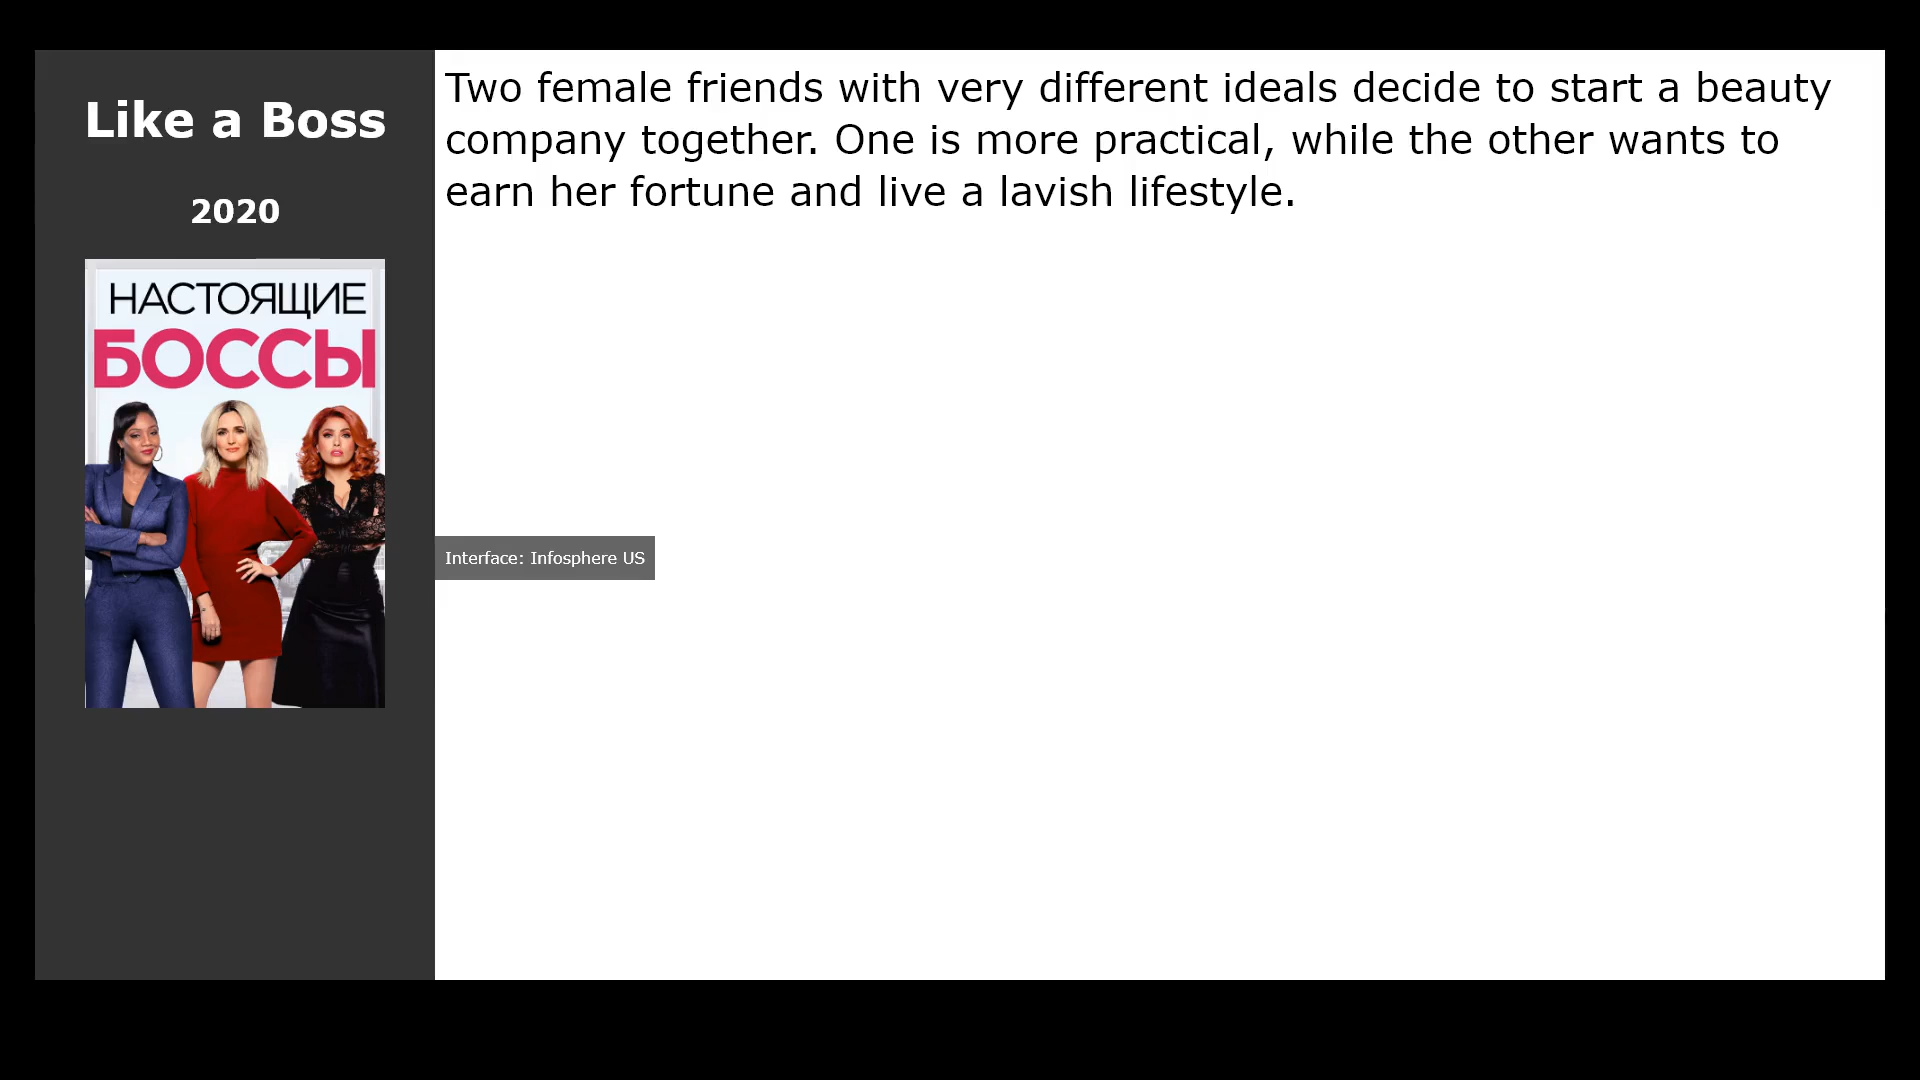 Like a Boss
2020
НАСТОЯЩИЕ
БОССЫ
Two female friends with very different ideals decide to start a beauty
company together. One is more practical, while the other wants to
earn her fortune and live a lavish lifestyle.
Interface: Infosphere US